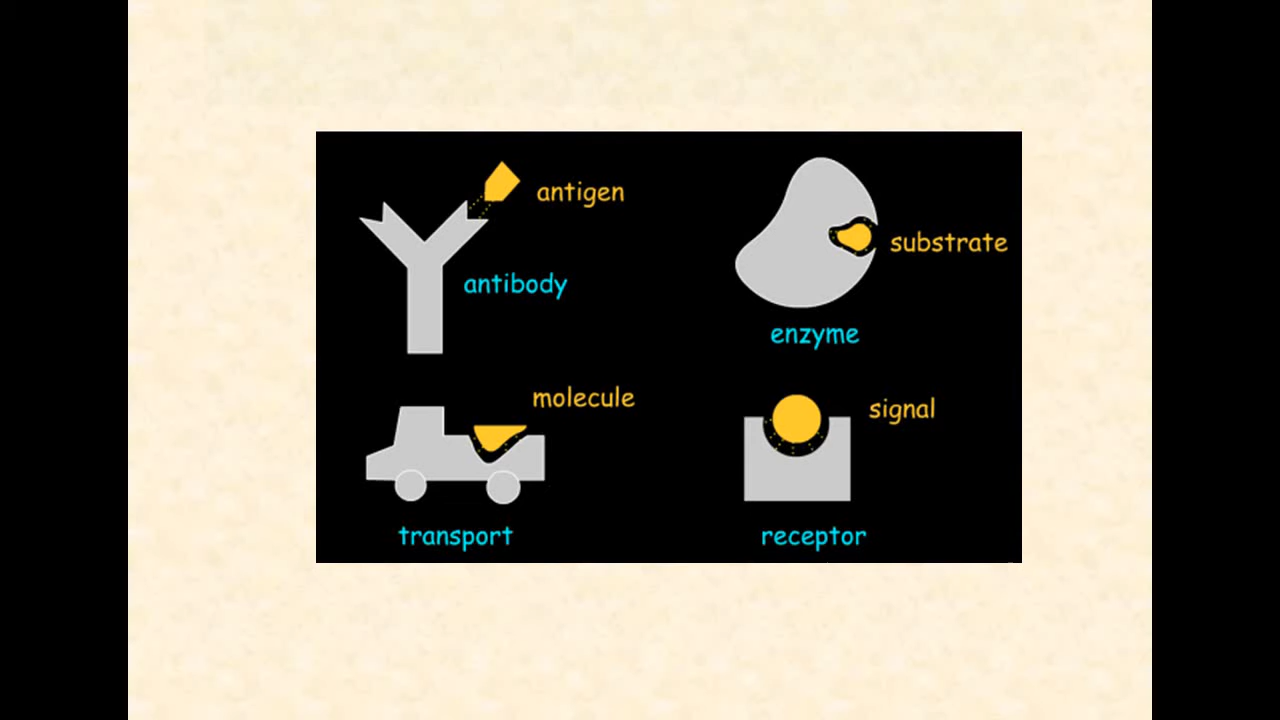 antigen
antibody
substrate
enzyme
molecule
transport
signal
receptor